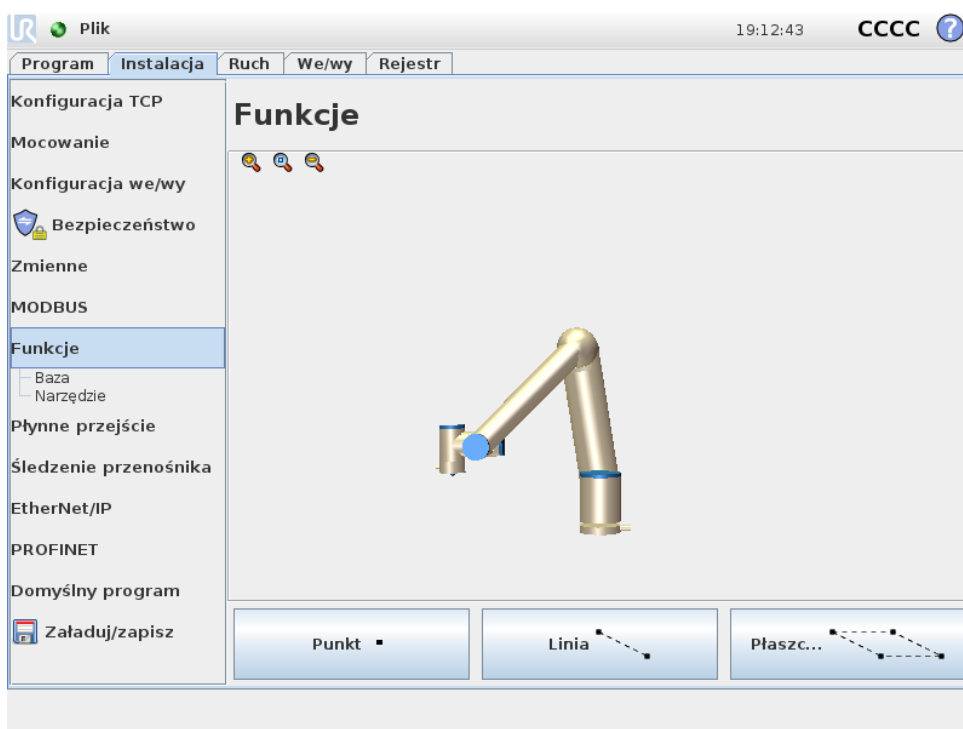 UR Plik 19:12:43 CCCC ?
Program Instalacja Ruch We/wy Rejestr
Konfiguracja TCP
Mocowanie
Konfiguracja we/wy
Bezpieczeństwo
Zmienne
MODBUS
Funkcje
Baza
Narzędzie
Płynne przejście
Śledzenie przenośnika
EtherNet/IP
PROFINET
Domyślny program
Załaduj/zapisz
Funkcje
Punkt
Linia
Płaszc...